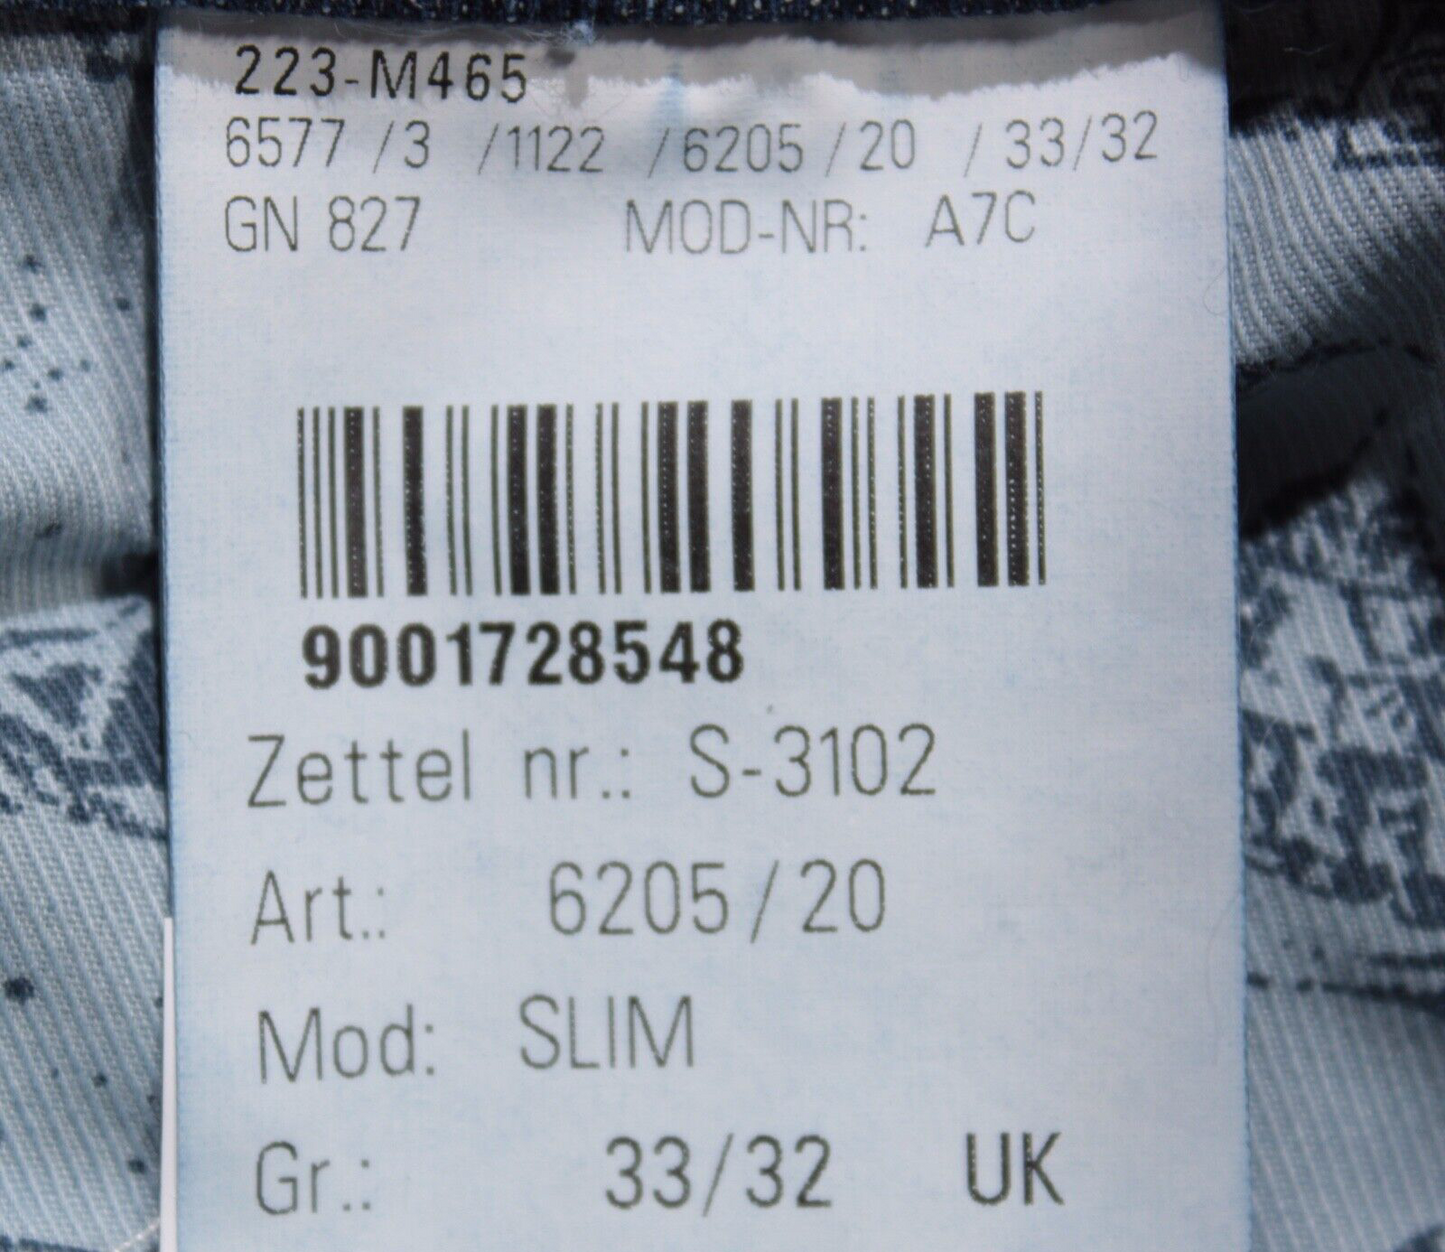 223-M465
6577 /3 /1122 /6205/20 /33/32
GN 827 MOD-NR: A7C
9001728548
Zettel nr.: S-3102
Art.: 6205/20
Mod: SLIM
Gr.: 33/32 UK